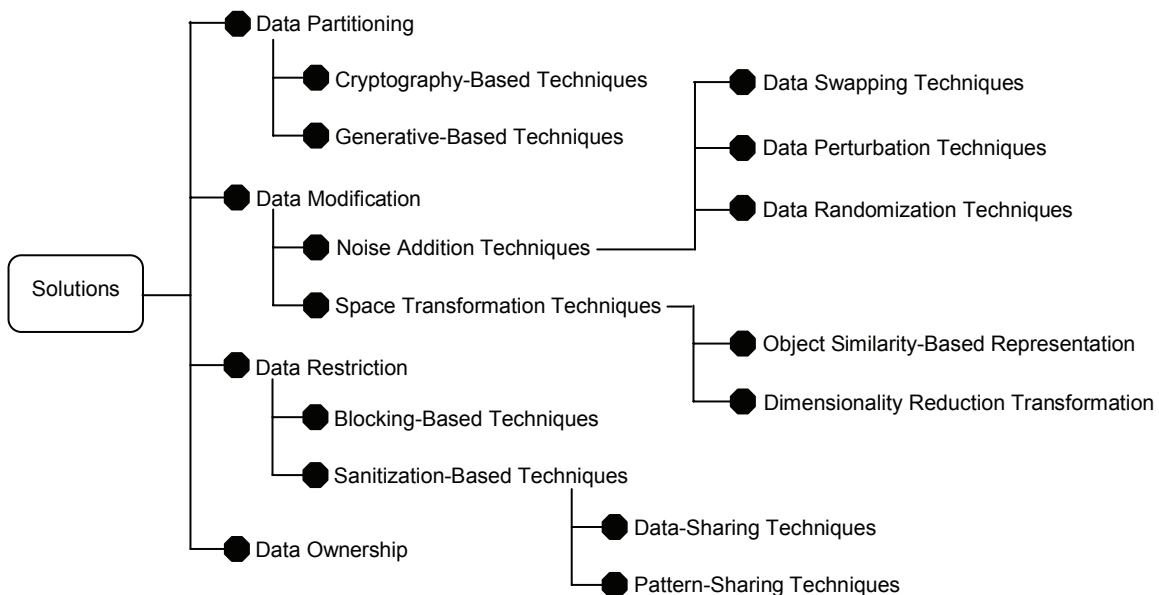 Solutions
Data Partitioning
Cryptography-Based Techniques
Generative-Based Techniques
Data Modification
Noise Addition Techniques
Data Swapping Techniques
Data Perturbation Techniques
Data Randomization Techniques
Space Transformation Techniques
Object Similarity-Based Representation
Dimensionality Reduction Transformation
Data Restriction
Blocking-Based Techniques
Sanitization-Based Techniques
Data-Sharing Techniques
Pattern-Sharing Techniques
Data Ownership